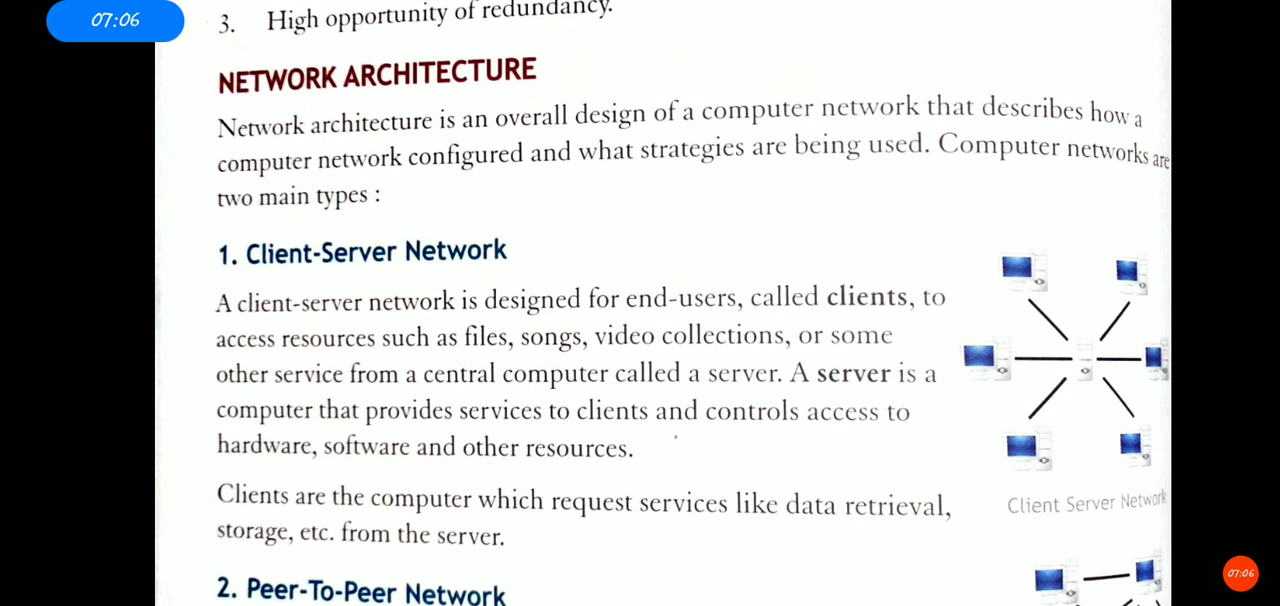 07:06
3. High opportunity of redundancy.
NETWORK ARCHITECTURE
Network architecture is an overall design of a computer network that describes how a
computer network configured and what strategies are being used. Computer networks are
two main types :
1. Client-Server Network
A client-server network is designed for end-users, called clients, to
access resources such as files, songs, video collections, or some
other service from a central computer called a server. A server is a
computer that provides services to clients and controls access to
hardware, software and other resources.
Clients are the computer which request services like data retrieval,
storage, etc. from the server.
Client Server Network
2. Peer-To-Peer Network
07:06